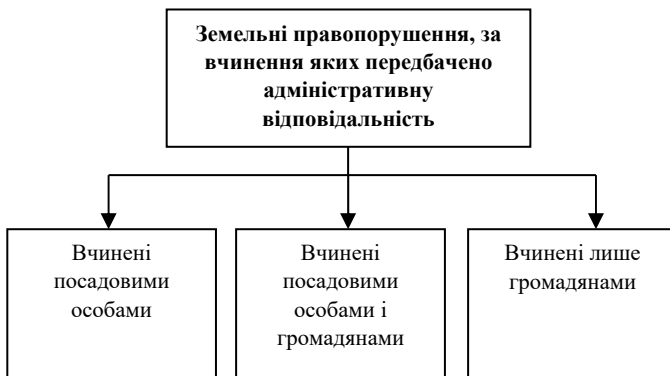 Земельні правопорушення, за
вчинення яких передбачено
адміністративну
відповідальність
Вчинені
посадовими
особами
Вчинені
посадовими
особами і
громадянами
Вчинені лише
громадянами